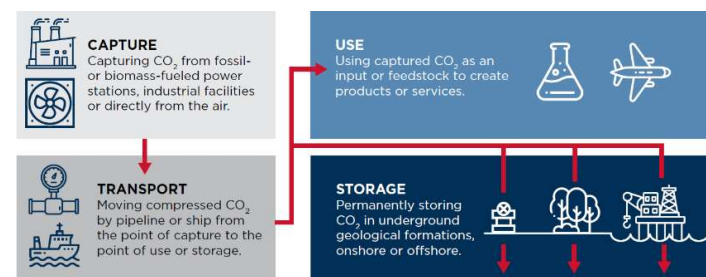 CAPTURE
Capturing CO₂ from fossil-
or biomass-fueled power
stations, industrial facilities
or directly from the air.
USE
Using captured CO₂ as an
input or feedstock to create
products or services.
TRANSPORT
Moving compressed CO₂
by pipeline or ship from
the point of capture to the
point of use or storage.
STORAGE
Permanently storing
CO₂ in underground
geological formations,
onshore or offshore.